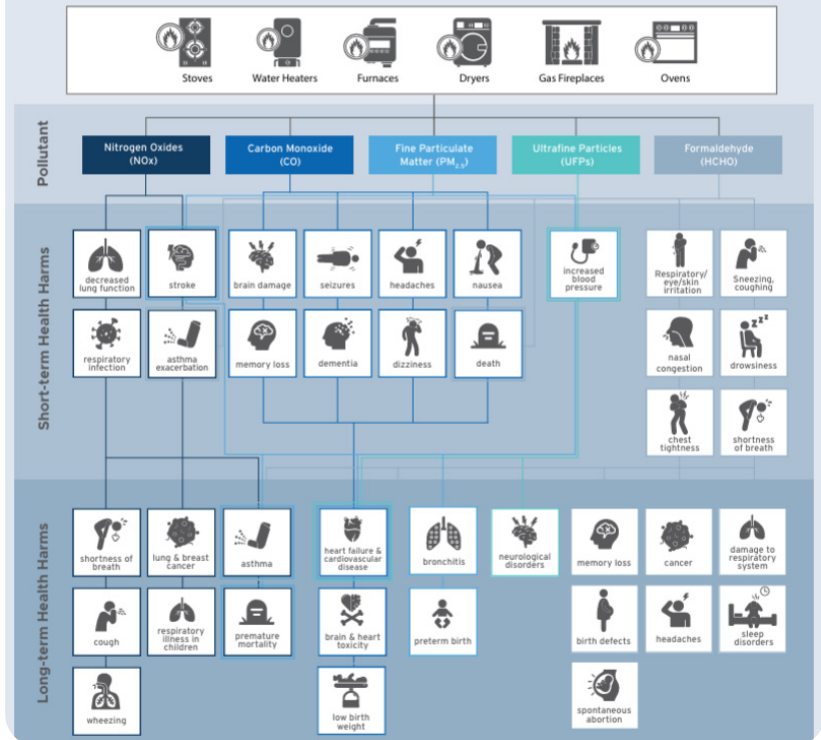 Stoves
Water Heaters
Furnaces
Dryers
Gas Fireplaces
Ovens
Pollutant
Nitrogen Oxides
(NOx)
Carbon Monoxide
(CO)
Fine Particulate
Matter (PM2.5)
Ultrafine Particles
(UFPs)
Formaldehyde
(HCHO)
Short-term Health Harms
decreased
lung function
stroke
brain damage
seizures
headaches
nausea
increased
blood
pressure
Respiratory/
eye/skin
irritation
Sneezing,
coughing
respiratory
infection
asthma
exacerbation
memory loss
dementia
dizziness
death
nasal
congestion
zzz
drowsiness
chest
tightness
shortness
of breath
Long-term Health Harms
shortness
of breath
lung & breast
cancer
asthma
heart failure &
cardiovascular
disease
bronchitis
neurological
disorders
memory loss
cancer
damage to
respiratory
system
cough
respiratory
illness in
children
premature
mortality
brain & heart
toxicity
preterm birth
birth defects
headaches
sleep
disorders
wheezing
low birth
weight
spontaneous
abortion